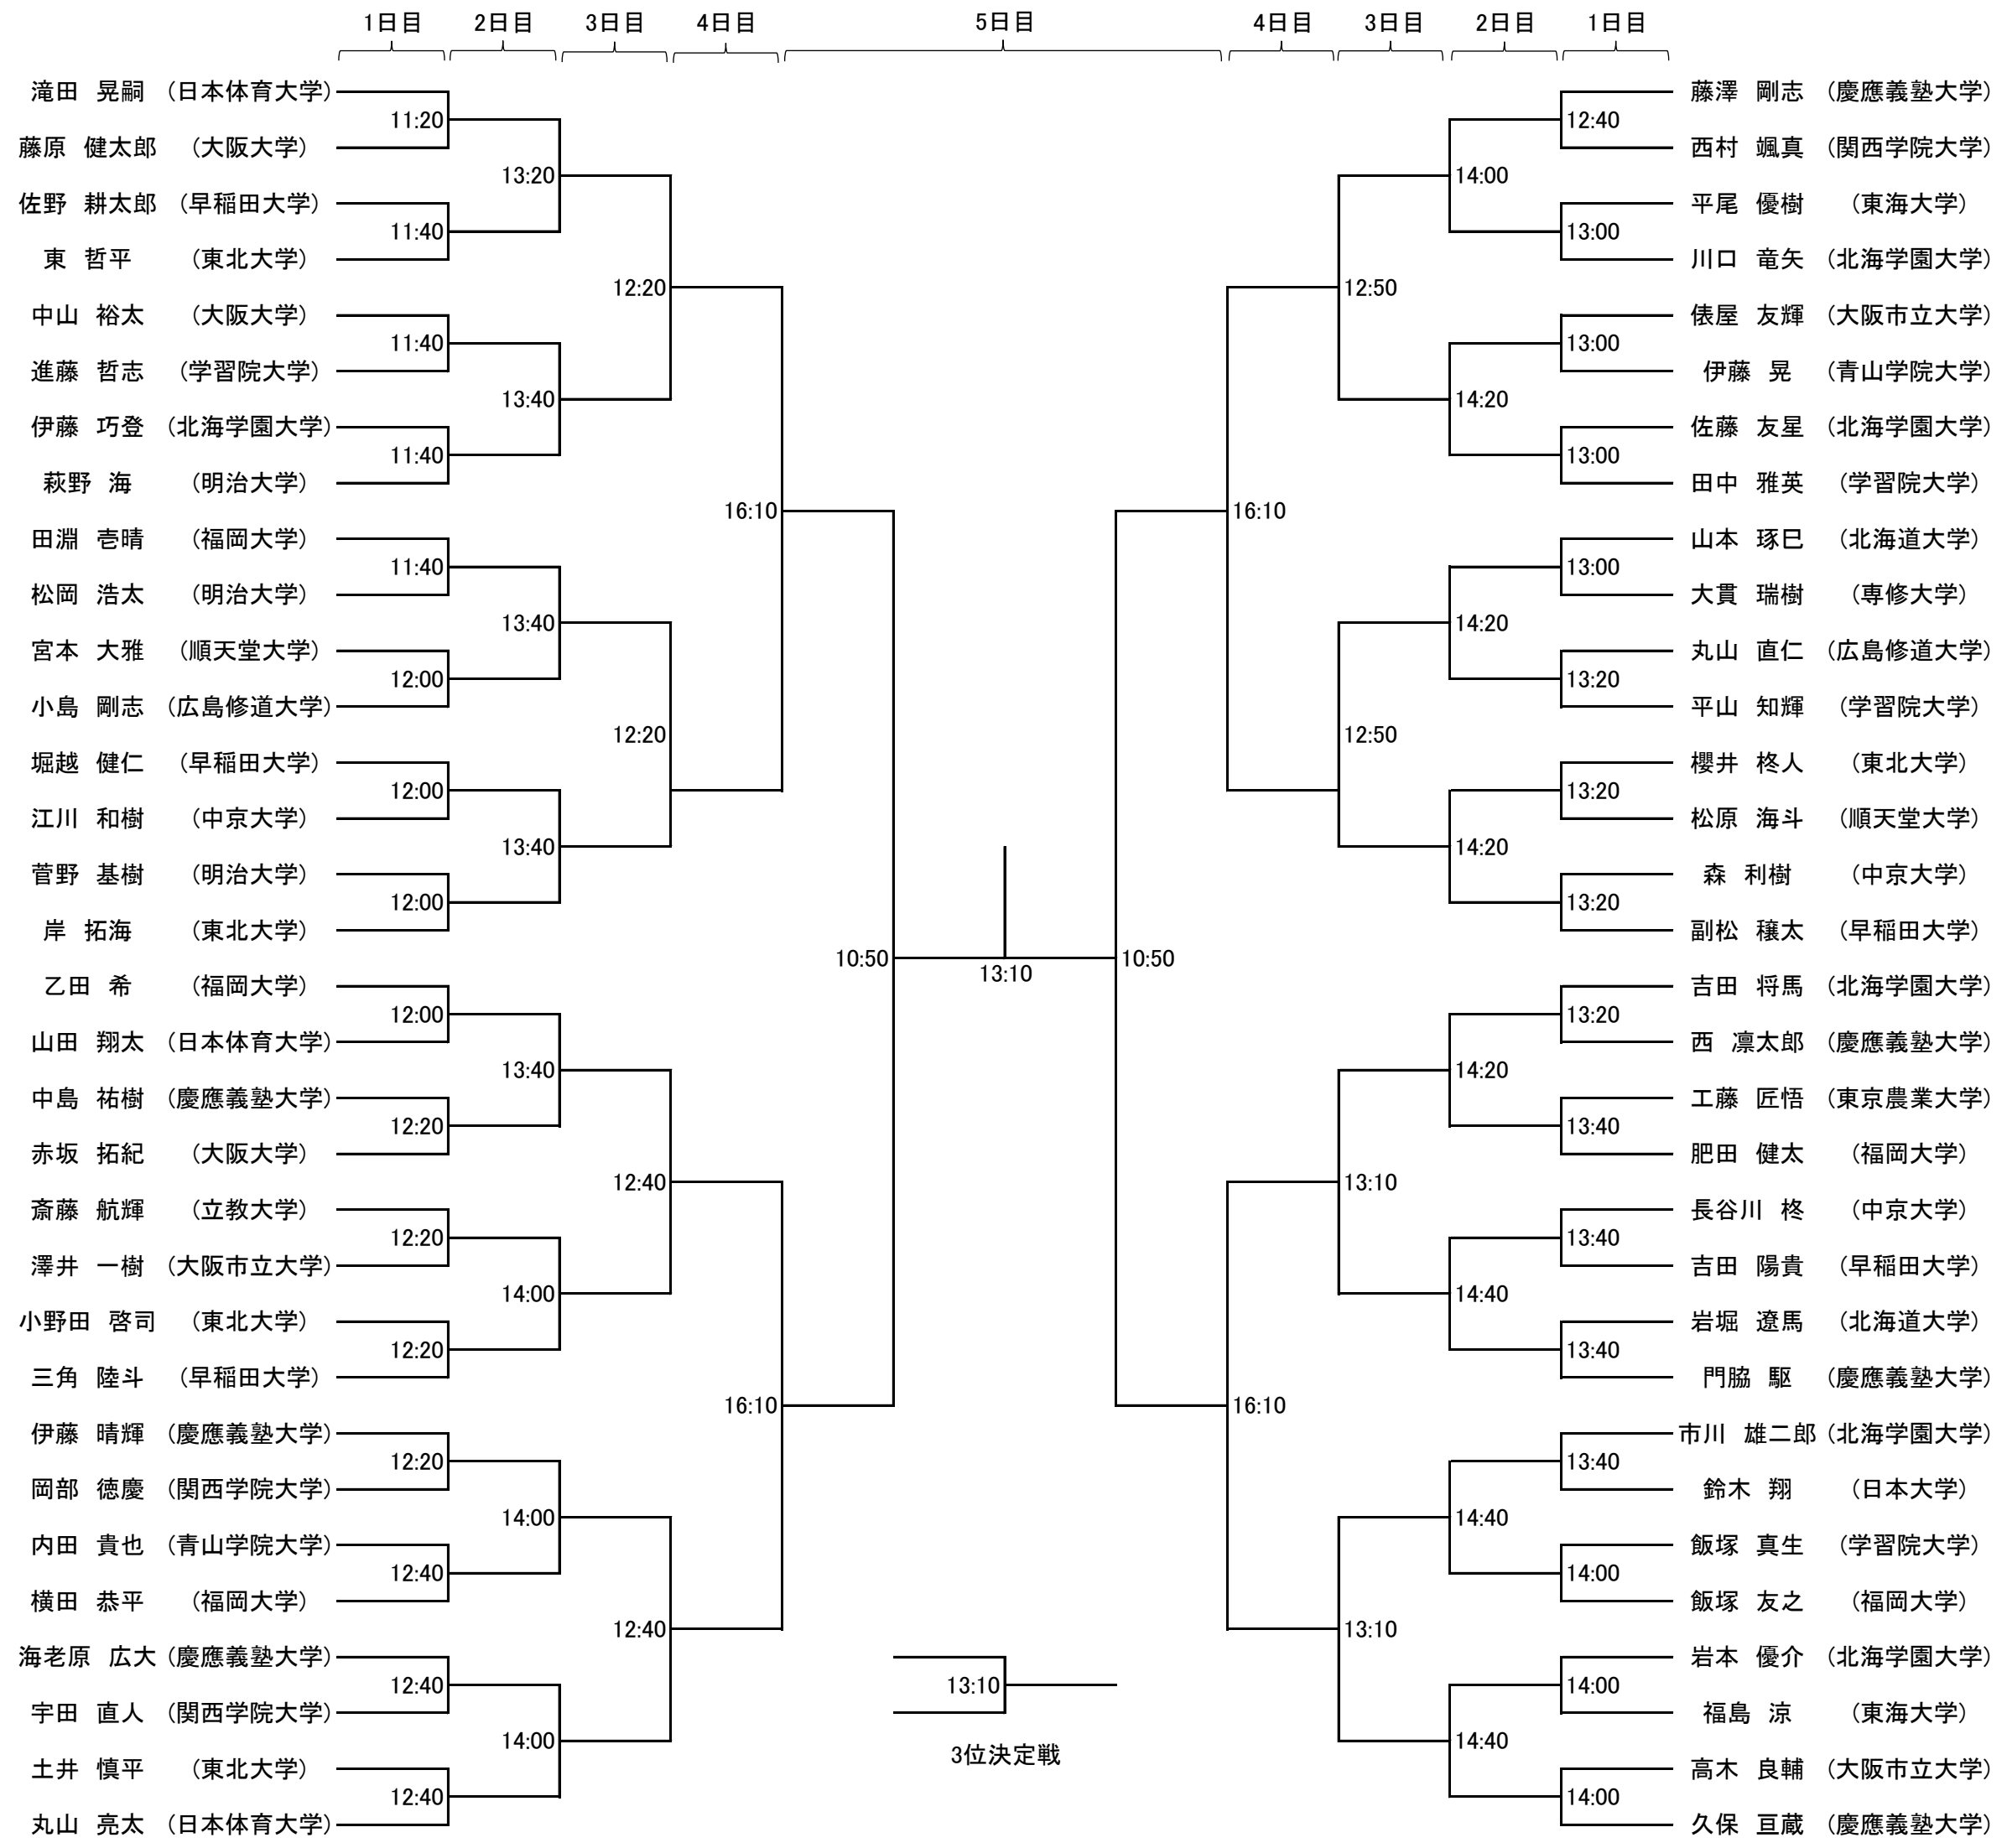 1日目 2日目 3日目 4日目 5日目 4日目 3日目 2日目 1日目
滝田 晃嗣 (日本体育大学) 藤澤 剛志 (慶應義塾大学)
11:20 12:40
藤原 健太郎 (大阪大学) 西村 颯真 (関西学院大学)
13:20 14:00
佐野 耕太郎 (早稲田大学) 平尾 優樹 (東海大学)
11:40 13:00
東 哲平 (東北大学) 川口 竜矢 (北海学園大学)
12:20 12:50
中山 裕太 (大阪大学) 俵屋 友輝 (大阪市立大学)
11:40 13:00
進藤 哲志 (学習院大学) 伊藤 晃 (青山学院大学)
13:40 14:20
伊藤 巧登 (北海学園大学) 佐藤 友星 (北海学園大学)
11:40 13:00
萩野 海 (明治大学) 田中 雅英 (学習院大学)
16:10 16:10
田淵 壱晴 (福岡大学) 山本 琢巳 (北海道大学)
11:40 13:00
松岡 浩太 (明治大学) 大貫 瑞樹 (専修大学)
13:40 14:20
宮本 大雅 (順天堂大学) 丸山 直仁 (広島修道大学)
12:00 13:20
小島 剛志 (広島修道大学) 平山 知輝 (学習院大学)
12:20 12:50
堀越 健仁 (早稲田大学) 櫻井 柊人 (東北大学)
12:00 13:20
江川 和樹 (中京大学) 松原 海斗 (順天堂大学)
13:40 14:20
菅野 基樹 (明治大学) 森 利樹 (中京大学)
12:00 13:20
岸 拓海 (東北大学) 副松 穣太 (早稲田大学)
10:50 13:10 10:50
乙田 希 (福岡大学) 吉田 将馬 (北海学園大学)
12:00 13:20
山田 翔太 (日本体育大学) 西 凛太郎 (慶應義塾大学)
13:40 14:20
中島 祐樹 (慶應義塾大学) 工藤 匠悟 (東京農業大学)
12:20 13:40
赤坂 拓紀 (大阪大学) 肥田 健太 (福岡大学)
12:40 13:10
斎藤 航輝 (立教大学) 長谷川 柊 (中京大学)
12:20 13:40
澤井 一樹 (大阪市立大学) 吉田 陽貴 (早稲田大学)
14:00 14:40
小野田 啓司 (東北大学) 岩堀 遼馬 (北海道大学)
12:20 13:40
三角 陸斗 (早稲田大学) 門脇 駆 (慶應義塾大学)
16:10 16:10
伊藤 晴輝 (慶應義塾大学) 市川 雄二郎 (北海学園大学)
12:20 13:40
岡部 徳慶 (関西学院大学) 鈴木 翔 (日本大学)
14:00 14:40
内田 貴也 (青山学院大学) 飯塚 真生 (学習院大学)
12:40 14:00
横田 恭平 (福岡大学) 飯塚 友之 (福岡大学)
12:40 13:10
海老原 広大 (慶應義塾大学) 岩本 優介 (北海学園大学)
12:40 13:10 14:00
宇田 直人 (関西学院大学) 福島 涼 (東海大学)
14:00 3位決定戦 14:40
土井 慎平 (東北大学) 高木 良輔 (大阪市立大学)
12:40 14:00
丸山 亮太 (日本体育大学) 久保 亘蔵 (慶應義塾大学)